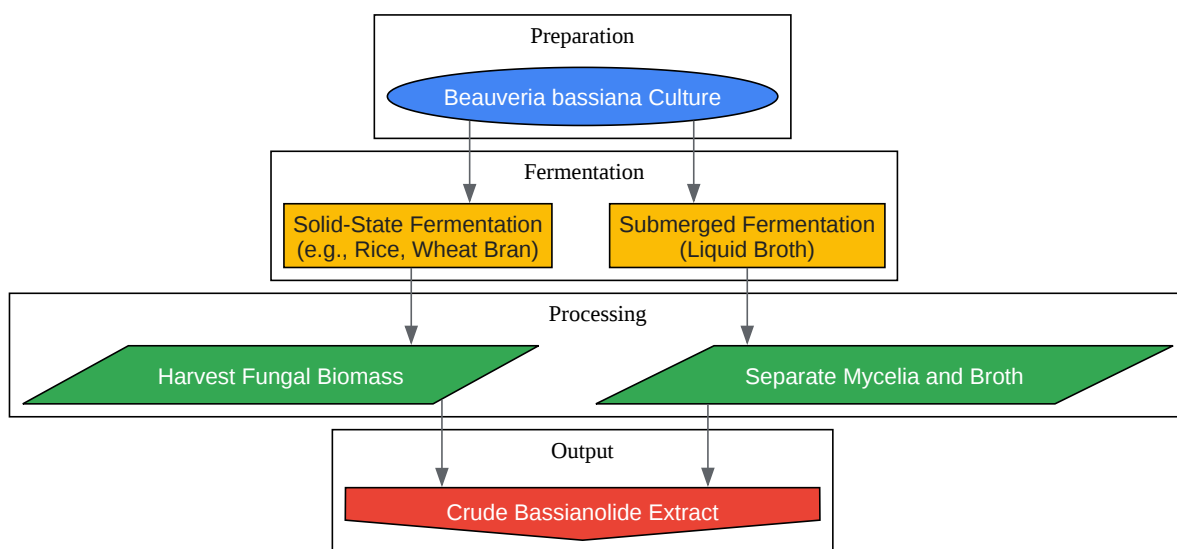 Preparation
Beauveria bassiana Culture
Fermentation
Solid-State Fermentation
(e.g., Rice, Wheat Bran)
Submerged Fermentation
(Liquid Broth)
Processing
Harvest Fungal Biomass
Separate Mycelia and Broth
Output
Crude Bassianolide Extract